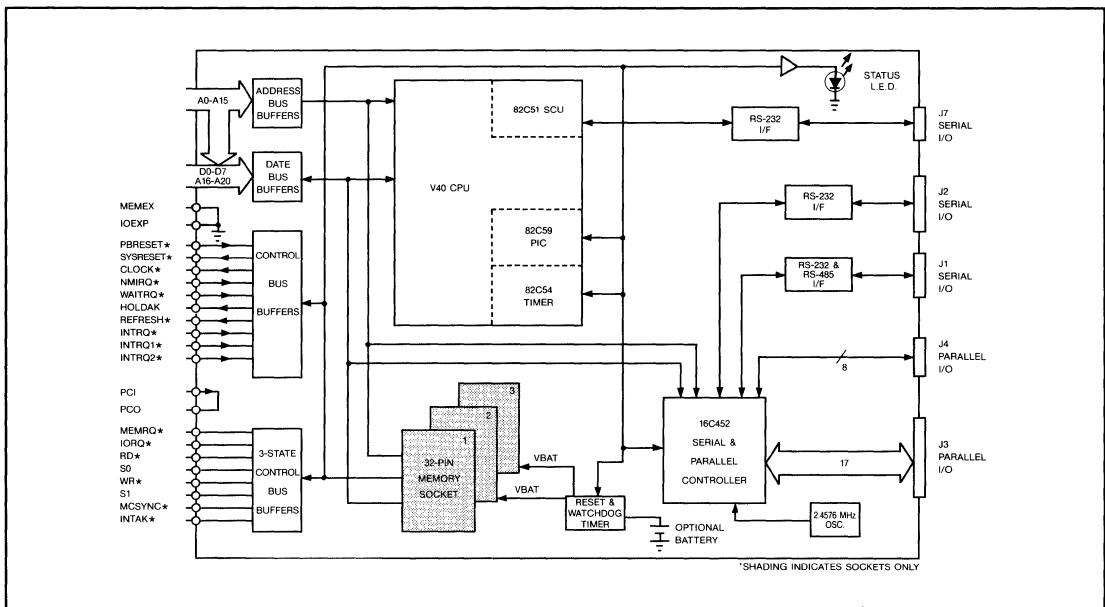 A0-A15
ADDRESS
BUS
BUFFERS
D0-D7
A16-A20
DATE
BUS
BUFFERS
MEMEX
IOEXP
PBRESET*
SYSRESET*
CLOCK*
NMIRQ*
WAITRQ*
HOLDAK
REFRESH*
INTRQ*
INTRQ1*
INTRQ2*
CONTROL
BUS
BUFFERS
PCI
PCO
MEMRQ*
IORQ*
RD*
S0
WR*
S1
MCSYNC*
INTAK*
3-STATE
CONTROL
BUS
BUFFERS
V40 CPU
82C51 SCU
82C59
PIC
82C54
TIMER
3
2
1
32-PIN
MEMORY
SOCKET
VBAT
VBAT
RESET &
WATCHDOG
TIMER
OPTIONAL
BATTERY
STATUS
L.E.D.
RS-232
I/F
J7
SERIAL
I/O
RS-232
I/F
J2
SERIAL
I/O
RS-232 &
RS-485
I/F
J1
SERIAL
I/O
8
J4
PARALLEL
I/O
16C452
SERIAL &
PARALLEL
CONTROLLER
17
J3
PARALLEL
I/O
2.4576 MHz
OSC.
*SHADING INDICATES SOCKETS ONLY